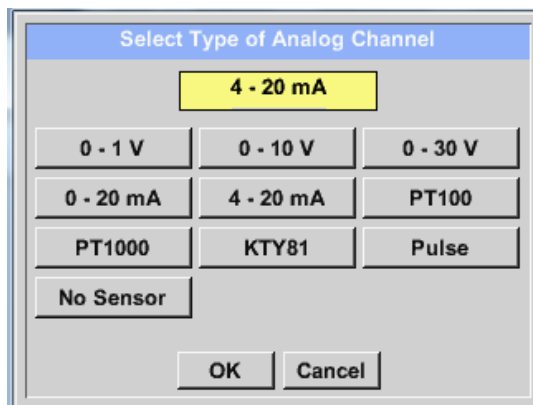 Select Type of Analog Channel
4 - 20 mA
0 - 1 V 0 - 10 V 0 - 30 V
0 - 20 mA 4 - 20 mA PT100
PT1000 KTY81 Pulse
No Sensor
OK Cancel